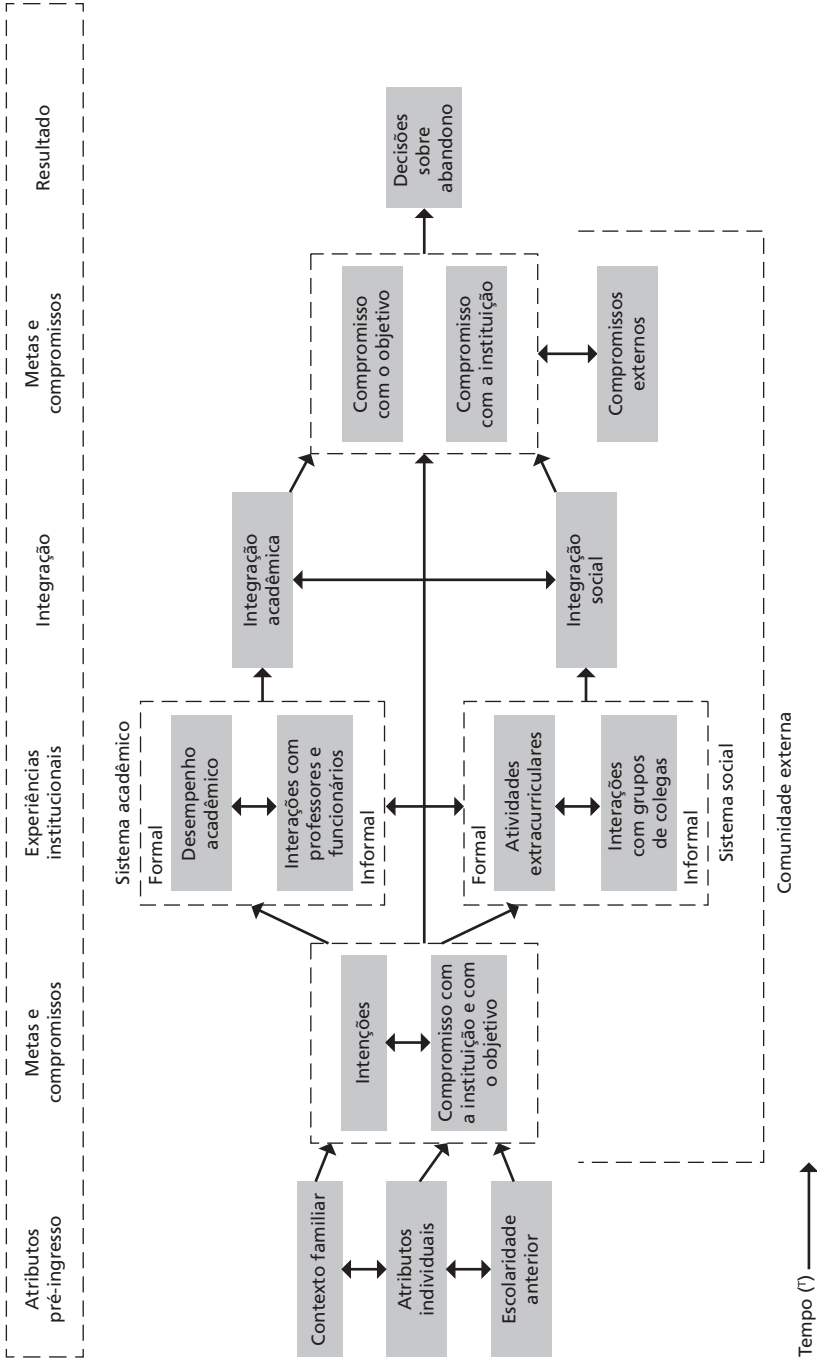 Atributos
pré-ingresso
Metas e
compromissos
Experiências
institucionais
Integração
Metas e
compromissos
Resultado
Contexto familiar
Atributos
individuais
Escolaridade
anterior
Intenções
Compromisso com
a instituição e com
o objetivo
Sistema acadêmico
Formal
Desempenho
acadêmico
Interações com
professores e
funcionários
Informal
Formal
Atividades
extracurriculares
Interações
com grupos
de colegas
Informal
Sistema social
Integração
acadêmica
Integração
social
Compromisso
com o objetivo
Compromisso
com a instituição
Compromissos
externos
Decisões
sobre
abandono
Comunidade externa
Tempo (T)